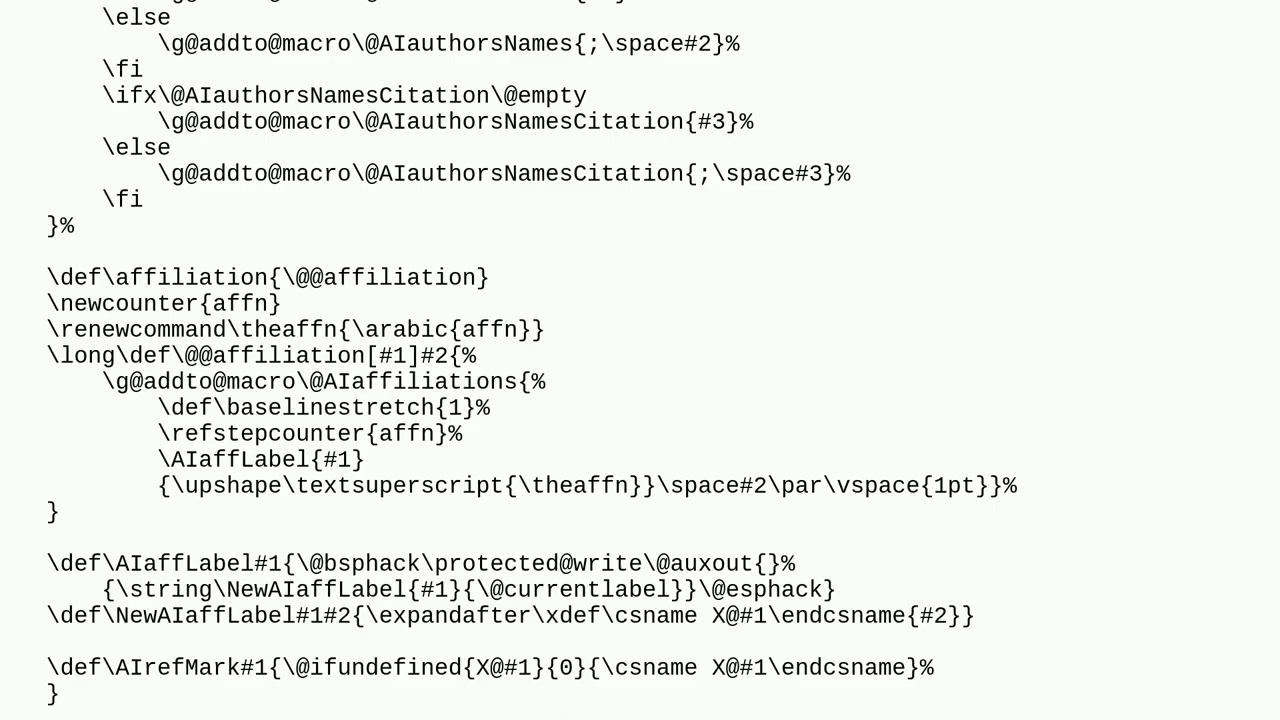 \else
\g@addto@macro\@AIauthorsNames{;\space#2}%
\fi
\ifx\@AIauthorsNamesCitation\@empty
\g@addto@macro\@AIauthorsNamesCitation{#3}%
\else
\g@addto@macro\@AIauthorsNamesCitation{;\space#3}%
\fi
}%
\def\affiliation{\@@affiliation}
\newcounter{affn}
\renewcommand\theaffn{\arabic{affn}}
\long\def\@@affiliation[#1]#2{%
\g@addto@macro\@AIaffiliations{%
\def\baselinestretch{1}%
\refstepcounter{affn}%
\AIaffLabel{#1}
{\upshape\textsuperscript{\theaffn}}\space#2\par\vspace{1pt}}%
}
\def\AIaffLabel#1{\@bsphack\protected@write\@auxout{}%
{\string\NewAIaffLabel{#1}{\@currentlabel}}\@esphack}
\def\NewAIaffLabel#1#2{\expandafter\xdef\csname X@#1\endcsname{#2}}
\def\AIrefMark#1{\@ifundefined{X@#1}{0}{\csname X@#1\endcsname}%
}